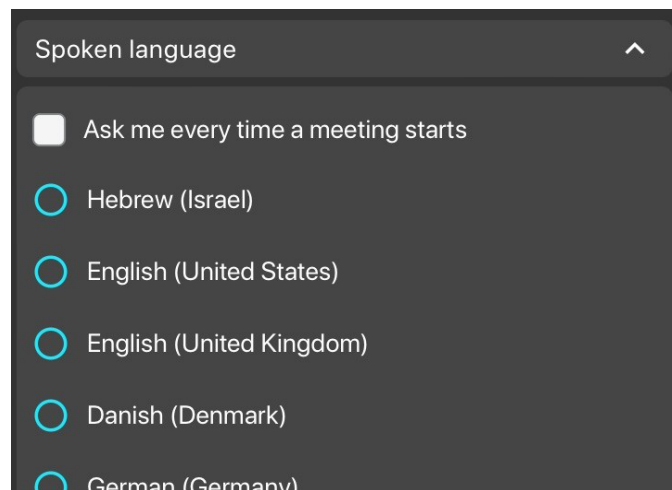 Spoken language
Ask me every time a meeting starts
Hebrew (Israel)
English (United States)
English (United Kingdom)
Danish (Denmark)
German (Germany)